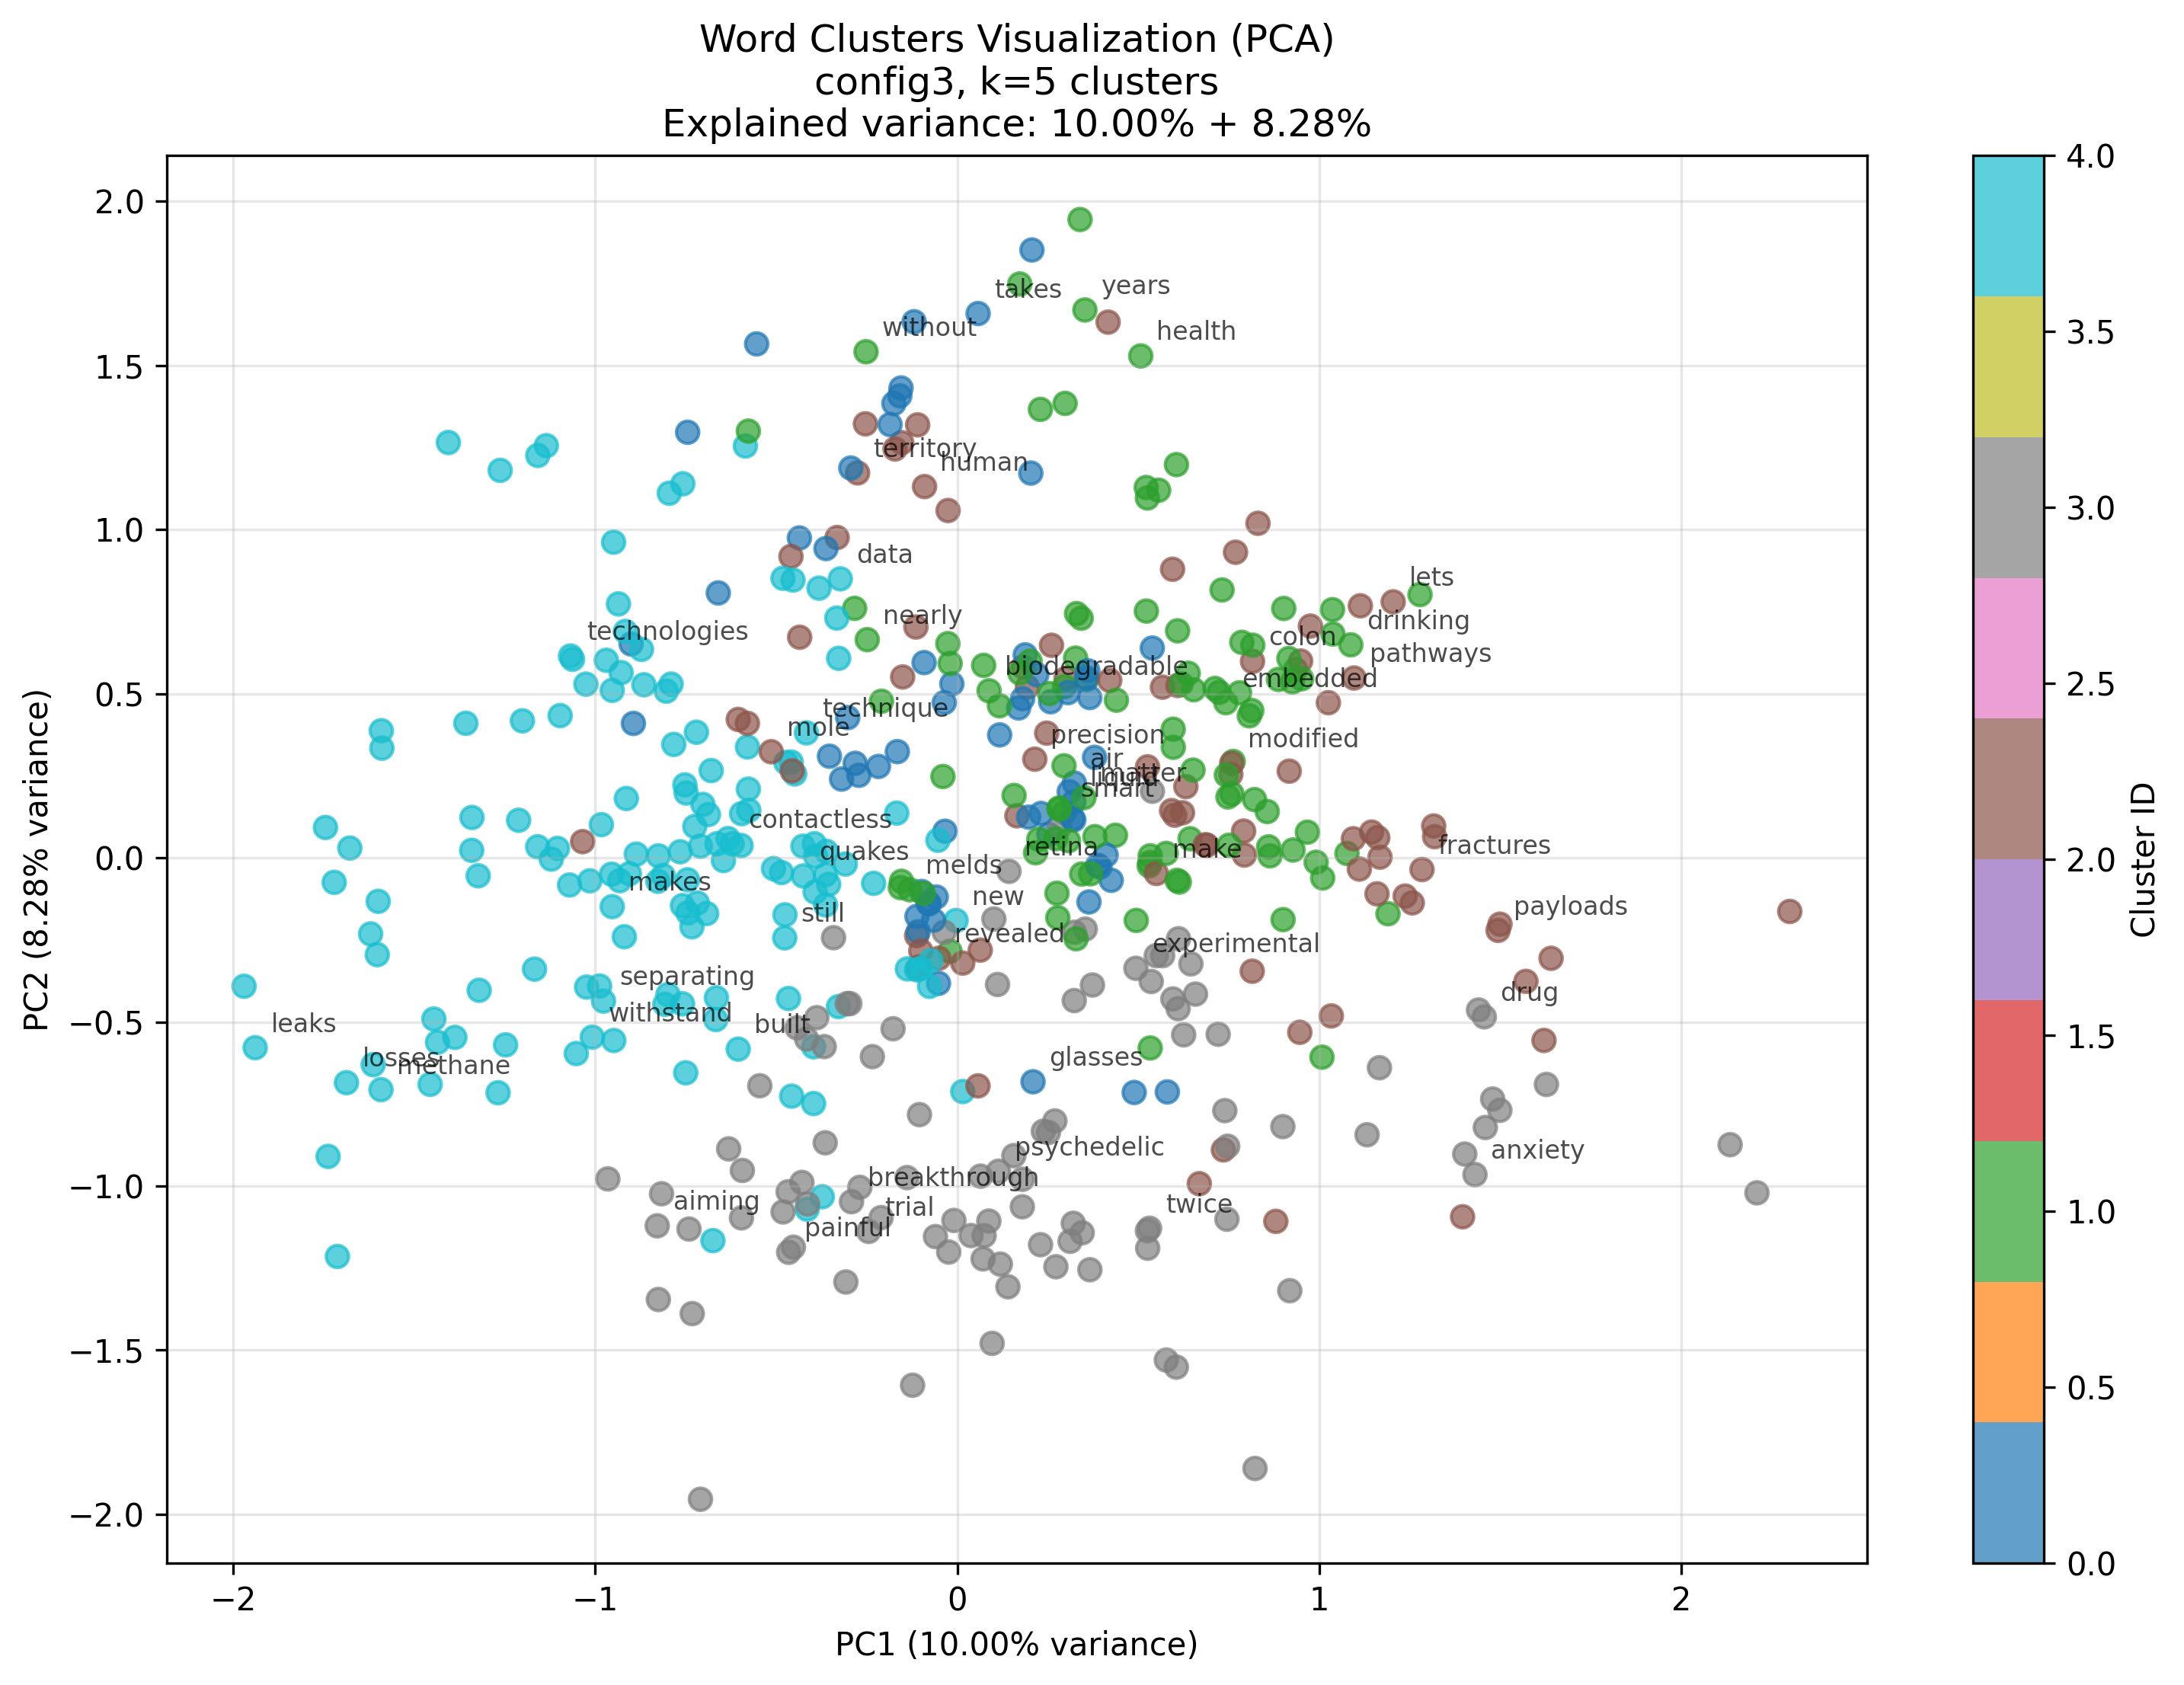 Word Clusters Visualization (PCA)
config3, k=5 clusters
Explained variance: 10.00% + 8.28%
2.0
1.5
1.0
0.5
0.0
−0.5
−1.0
−1.5
−2.0
PC2 (8.28% variance)
takes
years
without
health
territory
human
data
lets
nearly
drinking
technologies
colon
pathways
biodegradable
embedded
technique
mole
precision
modified
air
matter
liquid
smart
contactless
retina
make
fractures
quakes
melds
makes
new
payloads
still
revealed
experimental
separating
drug
withstand
leaks
built
losses
methane
glasses
psychedelic
anxiety
breakthrough
aiming
trial
twice
painful
−2
−1
0
1
2
PC1 (10.00% variance)
4.0
3.5
3.0
2.5
2.0
1.5
1.0
0.5
0.0
Cluster ID